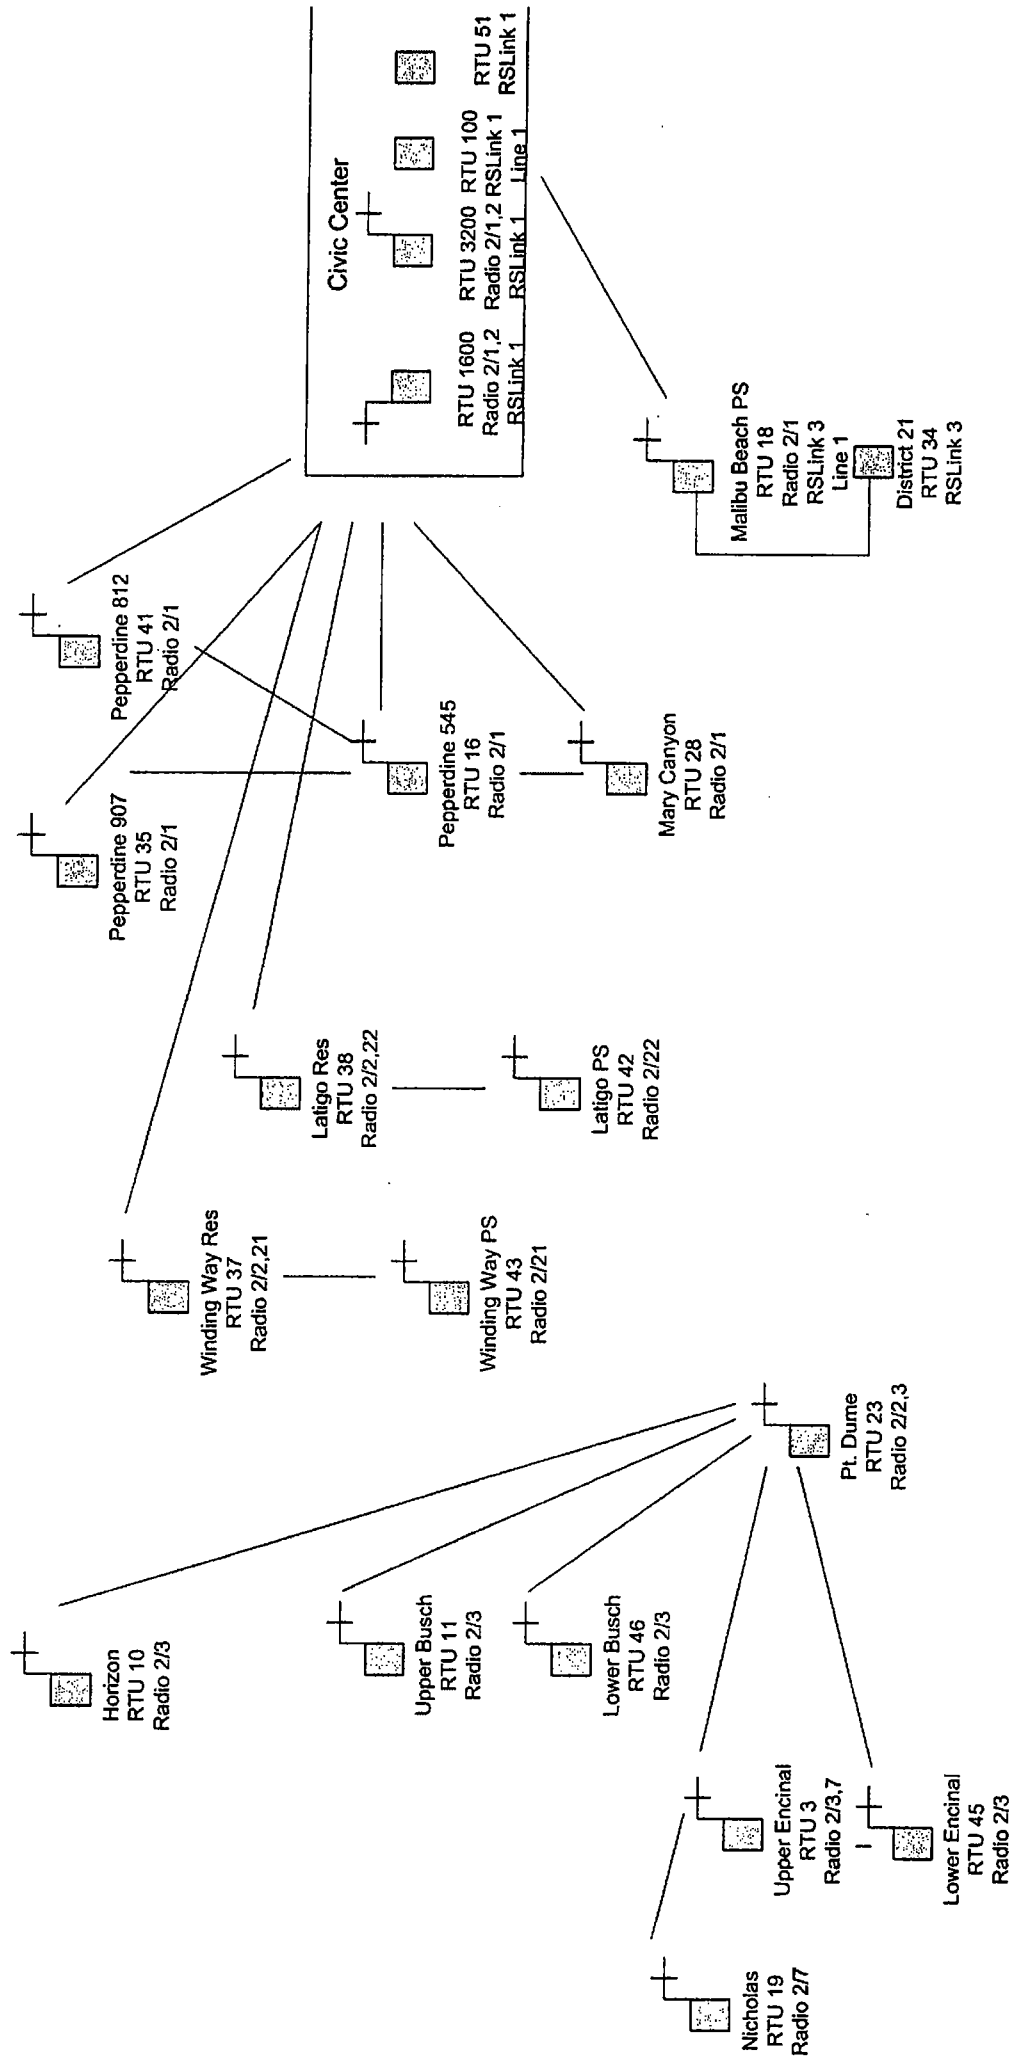 Civic Center
RTU 1600
Radio 2/1,2
RSLink 1
RTU 3200
Radio 2/1,2
RSLink 1
RTU 100
RSLink 1
Line 1
RTU 51
RSLink 1
Pepperdine 812
RTU 41
Radio 2/1
Pepperdine 907
RTU 35
Radio 2/1
Pepperdine 545
RTU 16
Radio 2/1
Mary Canyon
RTU 28
Radio 2/1
Malibu Beach PS
RTU 18
Radio 2/1
RSLink 3
Line 1
District 21
RTU 34
RSLink 3
Latigo Res
RTU 38
Radio 2/2,22
Latigo PS
RTU 42
Radio 2/22
Winding Way Res
RTU 37
Radio 2/2,21
Winding Way PS
RTU 43
Radio 2/21
Pt. Dume
RTU 23
Radio 2/2,3
Horizon
RTU 10
Radio 2/3
Upper Busch
RTU 11
Radio 2/3
Lower Busch
RTU 46
Radio 2/3
Upper Encinal
RTU 3
Radio 2/3,7
Lower Encinal
RTU 45
Radio 2/3
Nicholas
RTU 19
Radio 2/7